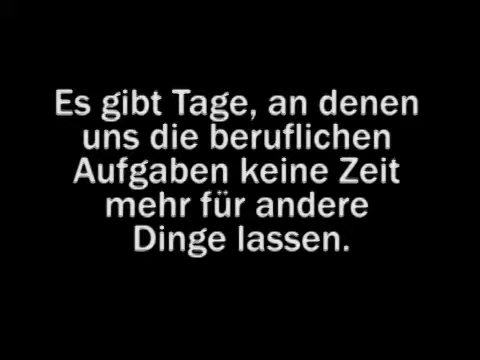 Es gibt Tage, an denen
uns die beruflichen
Aufgaben keine Zeit
mehr für andere
Dinge lassen.